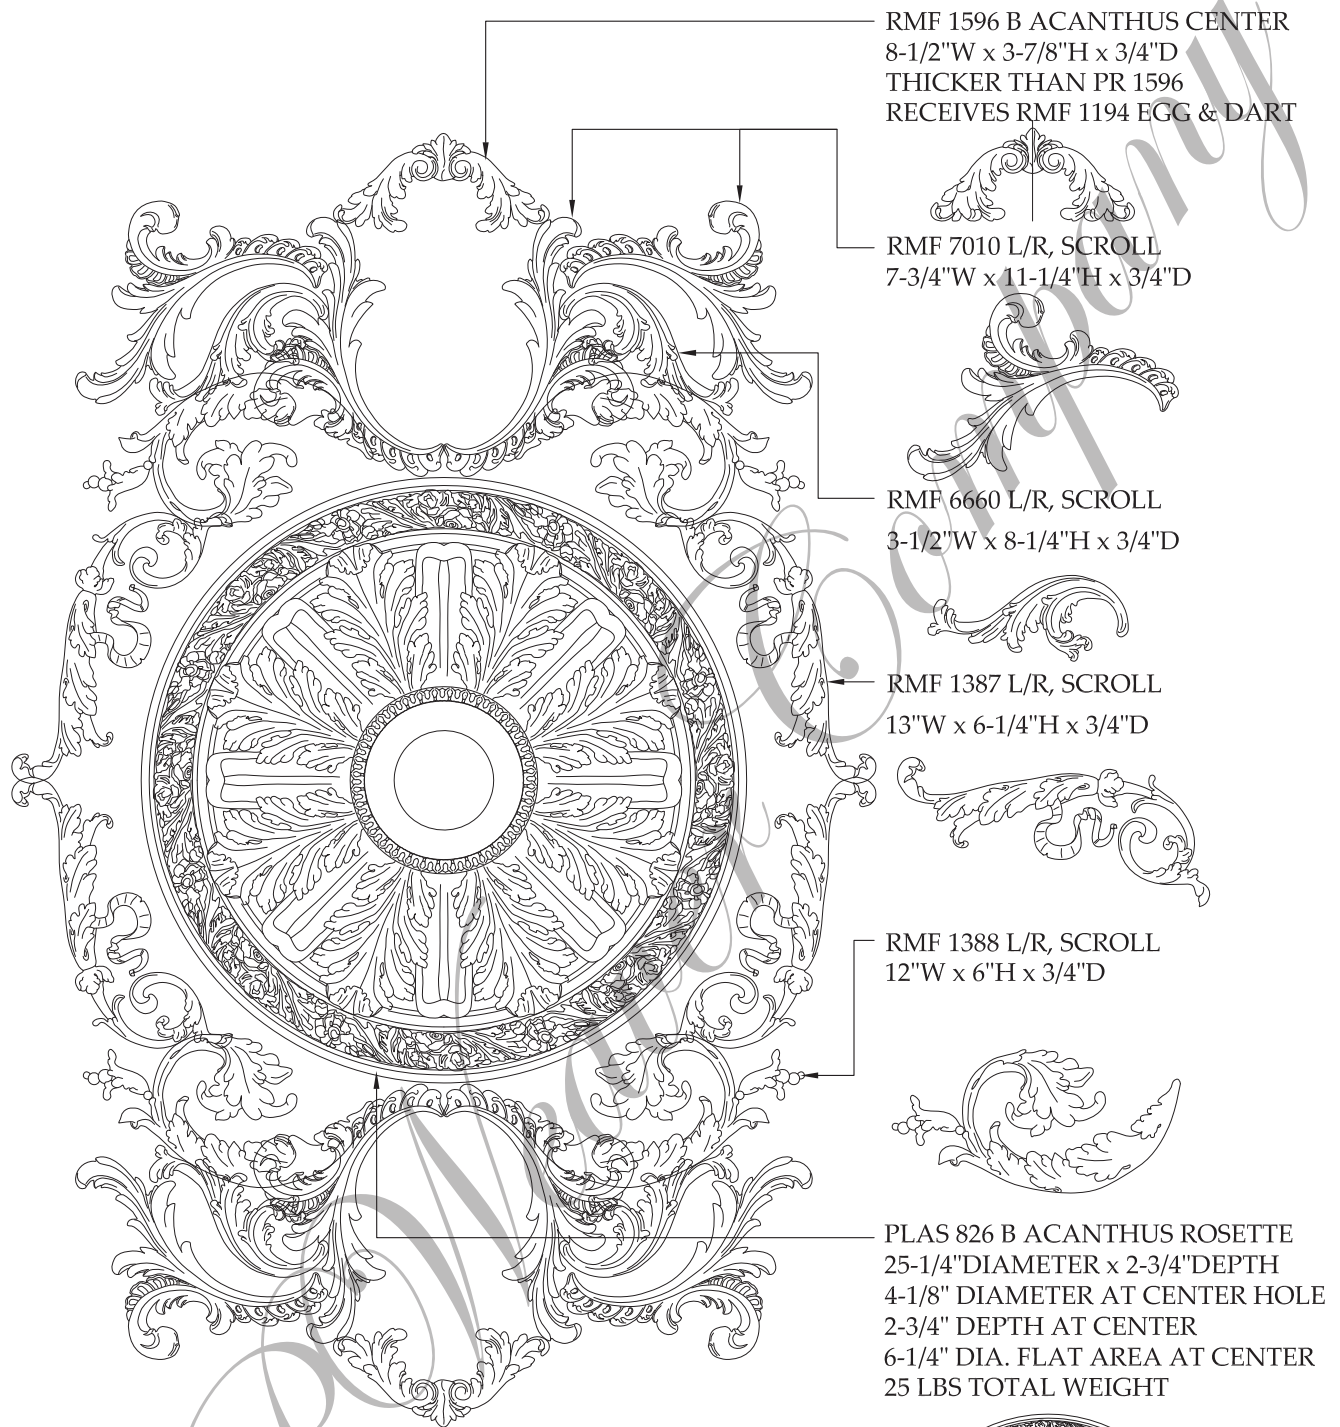 RMF 1596 B ACANTHUS CENTER
8-1/2"W x 3-7/8"H x 3/4"D
THICKER THAN PR 1596
RECEIVES RMF 1194 EGG & DART
RMF 7010 L/R, SCROLL
7-3/4"W x 11-1/4"H x 3/4"D
RMF 6660 L/R, SCROLL
3-1/2"W x 8-1/4"H x 3/4"D
RMF 1387 L/R, SCROLL
13"W x 6-1/4"H x 3/4"D
RMF 1388 L/R, SCROLL
12"W x 6"H x 3/4"D
PLAS 826 B ACANTHUS ROSETTE
25-1/4"DIAMETER x 2-3/4"DEPTH
4-1/8" DIAMETER AT CENTER HOLE
2-3/4" DEPTH AT CENTER
6-1/4" DIA. FLAT AREA AT CENTER
25 LBS TOTAL WEIGHT
Company